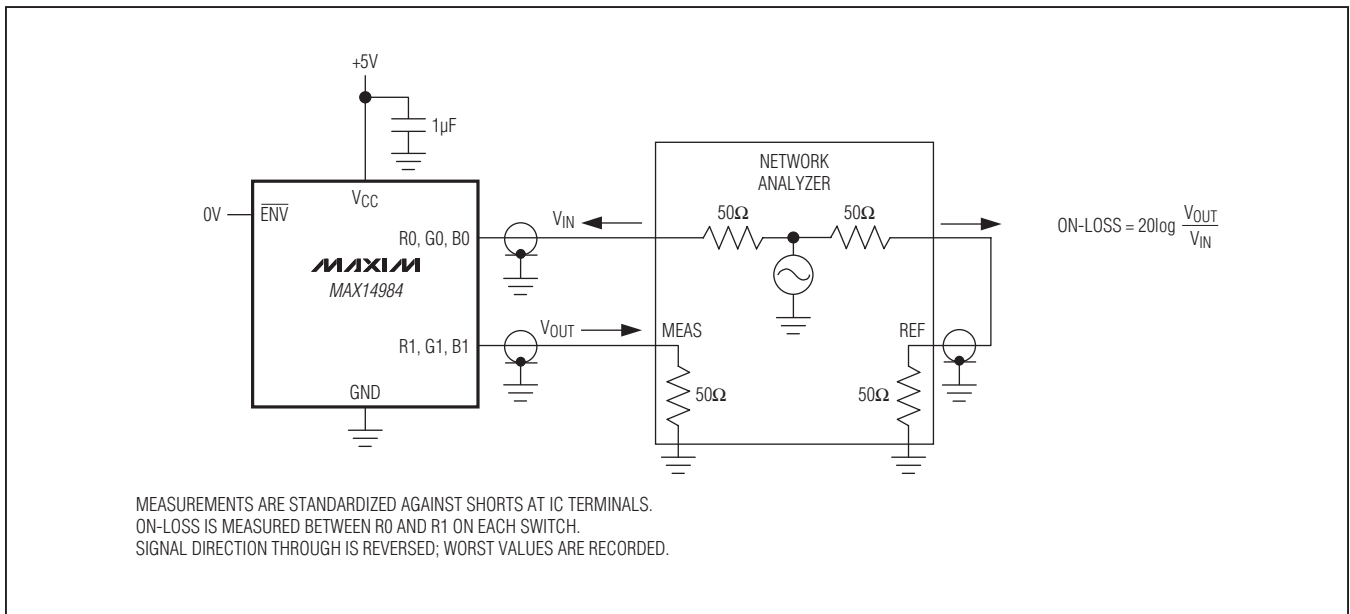 +5V
1µF
VCC
0V
ENV
R0, G0, B0
MAXIM
MAX14984
R1, G1, B1
GND
VIN
VOUT
NETWORK
ANALYZER
50Ω
50Ω
MEAS
REF
50Ω
50Ω
ON-LOSS = 20log VOUT
VIN
MEASUREMENTS ARE STANDARDIZED AGAINST SHORTS AT IC TERMINALS.
ON-LOSS IS MEASURED BETWEEN R0 AND R1 ON EACH SWITCH.
SIGNAL DIRECTION THROUGH IS REVERSED; WORST VALUES ARE RECORDED.